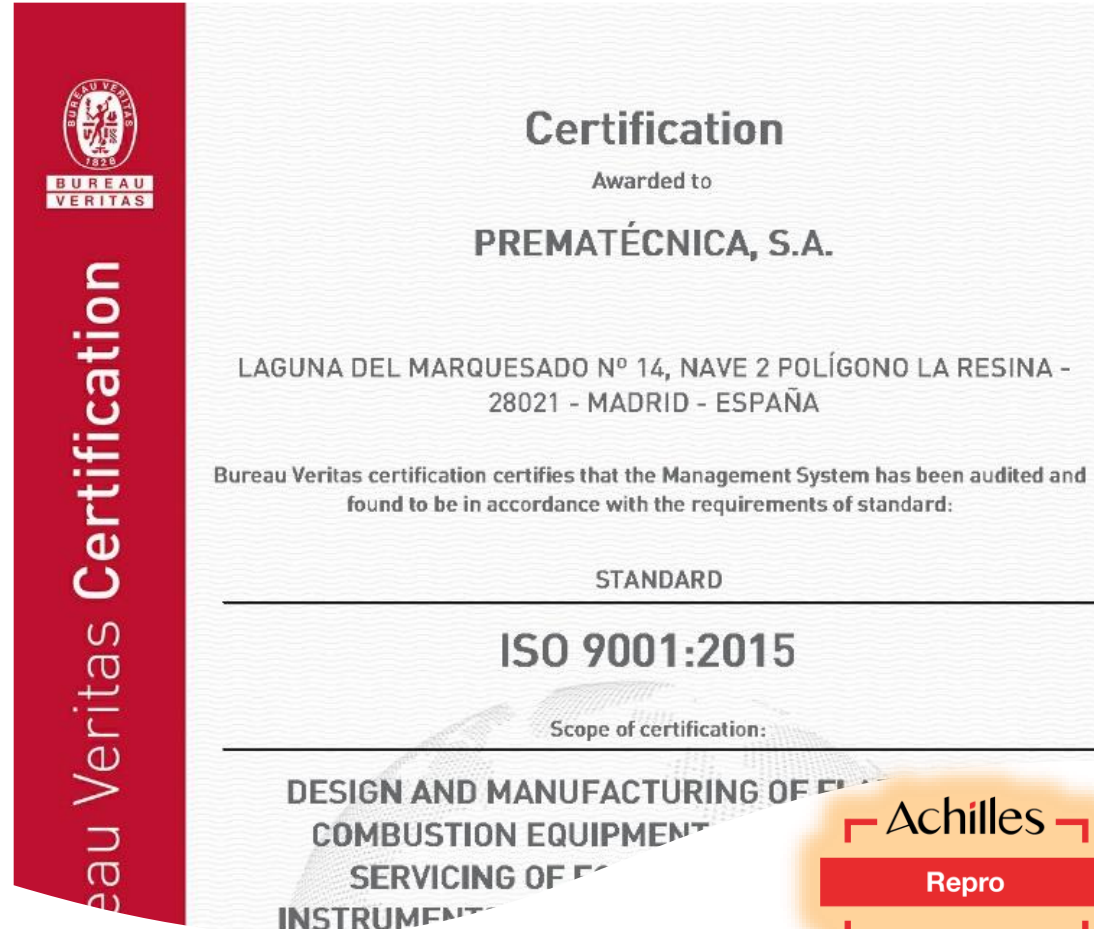 BUREAU VERITAS
1828
BUREAU
VERITAS
Veritas Certification
Certification
Awarded to
PREMATÉCNICA, S.A.
LAGUNA DEL MARQUESADO Nº 14, NAVE 2 POLÍGONO LA RESINA -
28021 - MADRID - ESPAÑA
Bureau Veritas certification certifies that the Management System has been audited and
found to be in accordance with the requirements of standard:
STANDARD
ISO 9001:2015
Scope of certification:
DESIGN AND MANUFACTURING OF
COMBUSTION EQUIPMENT
SERVICING OF
Achilles
Repro